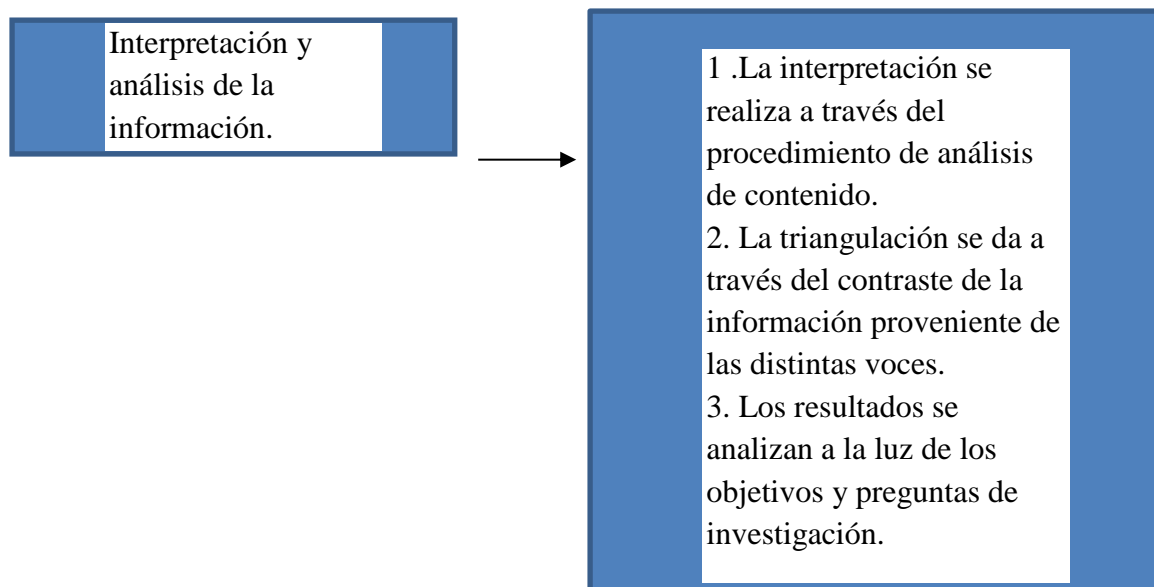 Interpretación y
análisis de la
información.
1 .La interpretación se
realiza a través del
procedimiento de análisis
de contenido.
2. La triangulación se da a
través del contraste de la
información proveniente de
las distintas voces.
3. Los resultados se
analizan a la luz de los
objetivos y preguntas de
investigación.